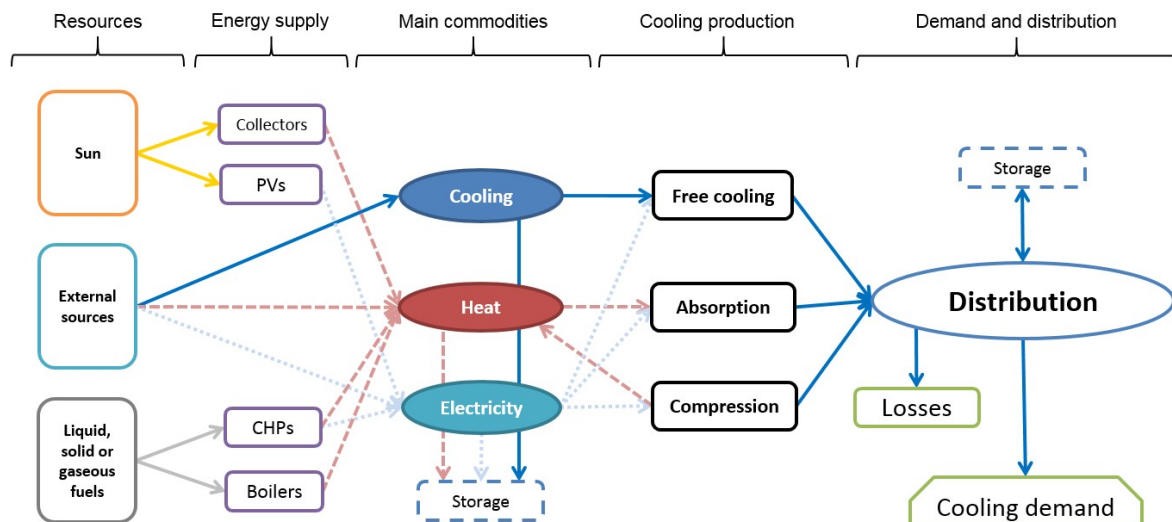 Resources
Energy supply
Main commodities
Cooling production
Demand and distribution
Sun
Collectors
PVs
Cooling
Free cooling
Storage
External
sources
Heat
Absorption
Distribution
Electricity
Compression
Losses
Liquid,
solid or
gaseous
fuels
CHPs
Boilers
Storage
Cooling demand